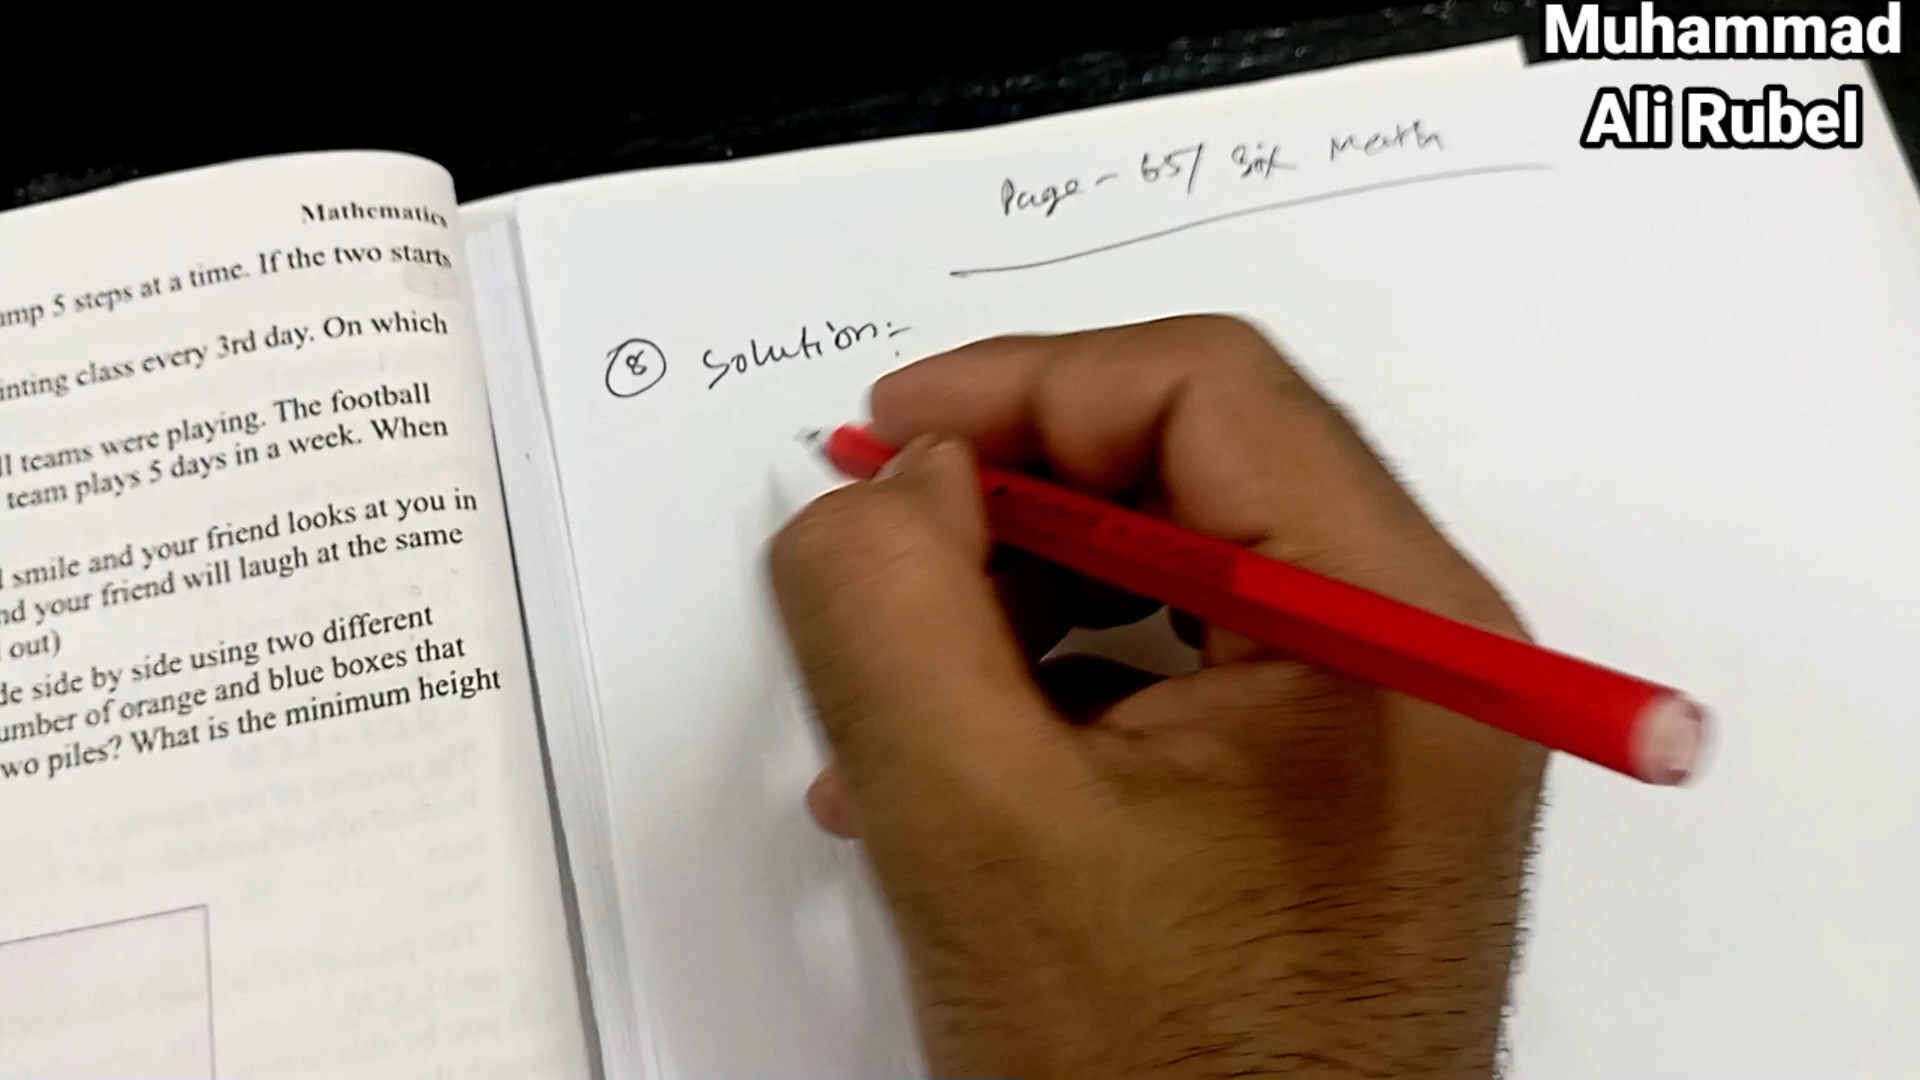 Muhammad
Ali Rubel
Mathematics
mp 5 steps at a time. If the two starts
inting class every 3rd day. On which
ll teams were playing. The football
team plays 5 days in a week. When
smile and your friend looks at you in
nd your friend will laugh at the same
out)
de side by side using two different
umber of orange and blue boxes that
wo piles? What is the minimum height
Page - 65/ Six Math
8 Solution:-